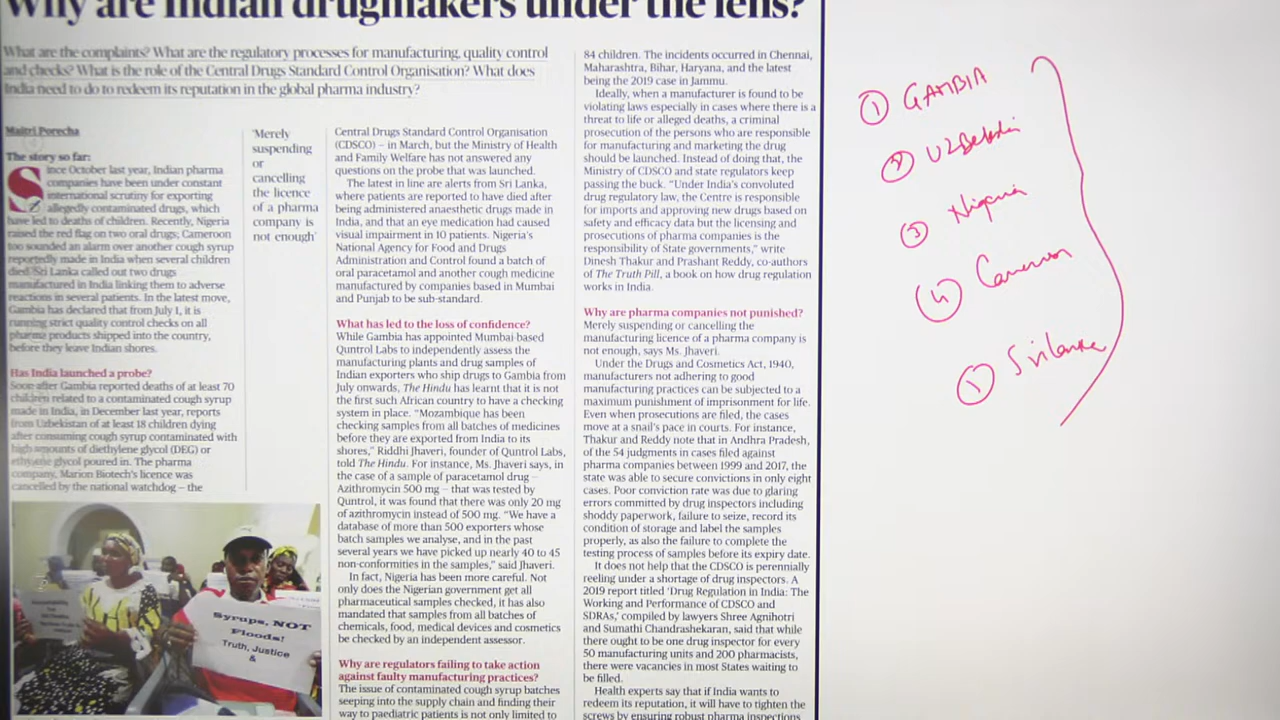 Why are Indian drugmakers under the lens?
What are the complaints? What are the regulatory processes for manufacturing, quality control
and checks? What is the role of the Central Drugs Standard Control Organisation? What does
India need to do to redeem its reputation in the global pharma industry?
Maitri Porecha
The story so far:
Since October last year, Indian pharma
companies have been under constant
international scrutiny for exporting
allegedly contaminated drugs, which
have led to deaths of children. Recently, Nigeria
raised the red flag on two oral drugs; Cameroon
too sounded an alarm over another cough syrup
reportedly made in India when several children
died. Sri Lanka called out two drugs
manufactured in India linking them to adverse
reactions in several patients. In the latest move,
Gambia has declared that from July 1, it is
running strict quality control checks on all
pharma products shipped into the country,
before they leave Indian shores.
Has India launched a probe?
Soon after Gambia reported deaths of at least 70
children related to a contaminated cough syrup
made in India, in December last year, reports
from Uzbekistan of at least 18 children dying
after consuming cough syrup contaminated with
high amounts of diethylene glycol (DEG) or
ethylene glycol poured in. The pharma
company, Marion Biotech's licence was
cancelled by the national watchdog – the
'Merely
suspending
or
cancelling
the licence
of a pharma
company is
not enough'
Syrups, NOT
Floods!
Truth, Justice
&
Central Drugs Standard Control Organisation
(CDSCO) – in March, but the Ministry of Health
and Family Welfare has not answered any
questions on the probe that was launched.
The latest in line are alerts from Sri Lanka,
where patients are reported to have died after
being administered anaesthetic drugs made in
India, and that an eye medication had caused
visual impairment in 10 patients. Nigeria's
National Agency for Food and Drugs
Administration and Control found a batch of
oral paracetamol and another cough medicine
manufactured by companies based in Mumbai
and Punjab to be sub-standard.
What has led to the loss of confidence?
While Gambia has appointed Mumbai-based
Quntrol Labs to independently assess the
manufacturing plants and drug samples of
Indian exporters who ship drugs to Gambia from
July onwards, The Hindu has learnt that it is not
the first such African country to have a checking
system in place. "Mozambique has been
checking samples from all batches of medicines
before they are exported from India to its
shores," Riddhi Jhaveri, founder of Quntrol Labs,
told The Hindu. For instance, Ms. Jhaveri says, in
the case of a sample of paracetamol drug –
Azithromycin 500 mg – that was tested by
Quntrol, it was found that there was only 20 mg
of azithromycin instead of 500 mg. "We have a
database of more than 500 exporters whose
batch samples we analyse, and in the past
several years we have picked up nearly 40 to 45
non-conformities in the samples," said Jhaveri.
In fact, Nigeria has been more careful. Not
only does the Nigerian government get all
pharmaceutical samples checked, it has also
mandated that samples from all batches of
chemicals, food, medical devices and cosmetics
be checked by an independent assessor.
Why are regulators failing to take action
against faulty manufacturing practices?
The issue of contaminated cough syrup batches
seeping into the supply chain and finding their
way to paediatric patients is not only limited to
84 children. The incidents occurred in Chennai,
Maharashtra, Bihar, Haryana, and the latest
being the 2019 case in Jammu.
Ideally, when a manufacturer is found to be
violating laws especially in cases where there is a
threat to life or alleged deaths, a criminal
prosecution of the persons who are responsible
for manufacturing and marketing the drug
should be launched. Instead of doing that, the
Ministry of CDSCO and state regulators keep
passing the buck. "Under India's convoluted
drug regulatory law, the Centre is responsible
for imports and approving new drugs based on
safety and efficacy data but the licensing and
prosecutions of pharma companies is the
responsibility of State governments," write
Dinesh Thakur and Prashant Reddy, co-authors
of The Truth Pill, a book on how drug regulation
works in India.
Why are pharma companies not punished?
Merely suspending or cancelling the
manufacturing licence of a pharma company is
not enough, says Ms. Jhaveri.
Under the Drugs and Cosmetics Act, 1940,
manufacturers not adhering to good
manufacturing practices can be subjected to a
maximum punishment of imprisonment for life.
Even when prosecutions are filed, the cases
move at a snail's pace in courts. For instance,
Thakur and Reddy note that in Andhra Pradesh,
of the 54 judgments in cases filed against
pharma companies between 1999 and 2017, the
state was able to secure convictions in only eight
cases. Poor conviction rate was due to glaring
errors committed by drug inspectors including
shoddy paperwork, failure to seize, record its
condition of storage and label the samples
properly, as also the failure to complete the
testing process of samples before its expiry date.
It does not help that the CDSCO is perennially
reeling under a shortage of drug inspectors. A
2019 report titled 'Drug Regulation in India: The
Working and Performance of CDSCO and
SDRAs,' compiled by lawyers Shree Agnihotri
and Sumathi Chandrashekaran, said that while
there ought to be one drug inspector for every
50 manufacturing units and 200 pharmacists,
there were vacancies in most States waiting to
be filled.
Health experts say that if India wants to
redeem its reputation, it will have to tighten the
screws by ensuring robust pharma inspections
1 GAMBIA
2 Uzbekistan
3 Nigeria
4 Cameroon
5 Srilanka